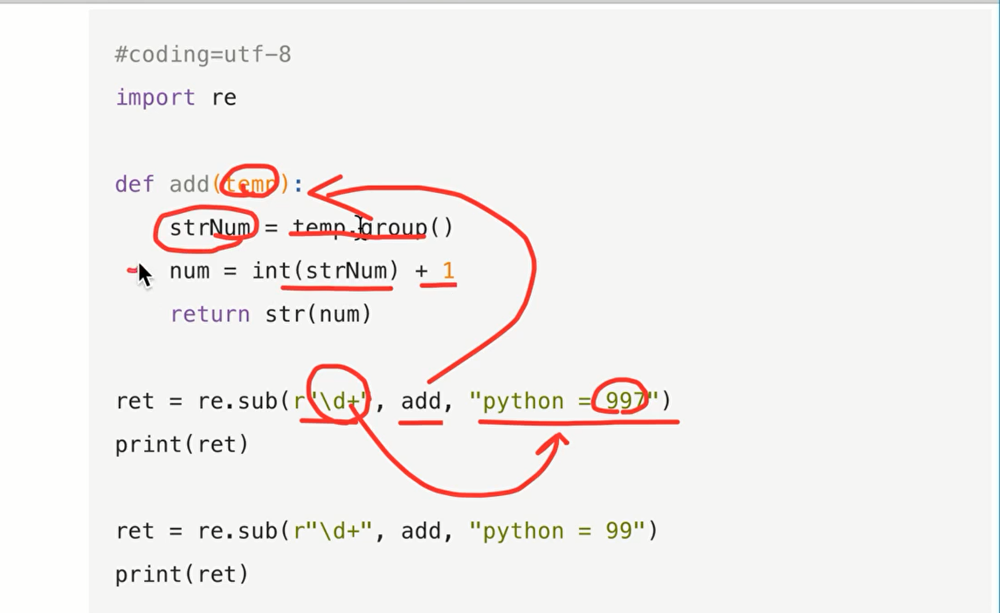 #coding=utf-8
import re
def add(temp):
strNum = temp.group()
num = int(strNum) + 1
return str(num)
ret = re.sub(r"\d+", add, "python = 997")
print(ret)
ret = re.sub(r"\d+", add, "python = 99")
print(ret)